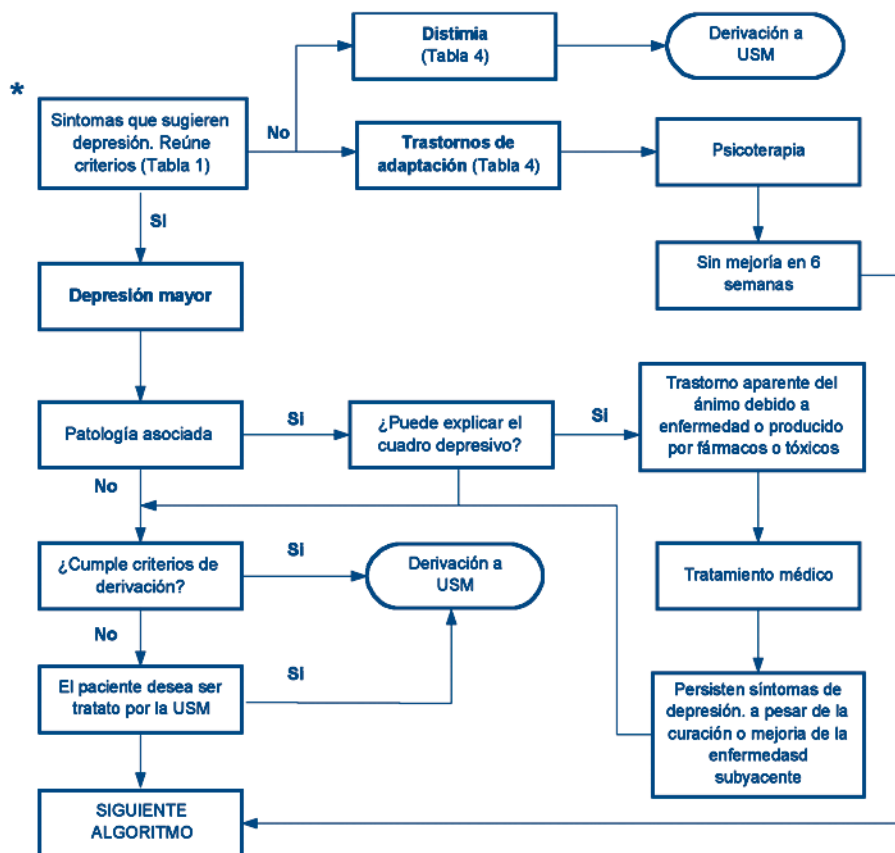 Distimia
(Tabla 4)
Derivación a
USM
*
Sintomas que sugieren
depresión. Reúne
criterios (Tabla 1)
No
Trastornos de
adaptación (Tabla 4)
Psicoterapia
Si
Sin mejoría en 6
semanas
Depresión mayor
Patología asociada
Si
¿Puede explicar el
cuadro depresivo?
Si
Trastorno aparente del
ánimo debido a
enfermedad o producido
por fármacos o tóxicos
No
¿Cumple criterios de
derivación?
Si
Derivación a
USM
Tratamiento médico
No
El paciente desea ser
tratato por la USM
Si
Persisten síntomas de
depresión. a pesar de la
curación o mejoria de la
enfermedasd
subyacente
SIGUIENTE
ALGORITMO